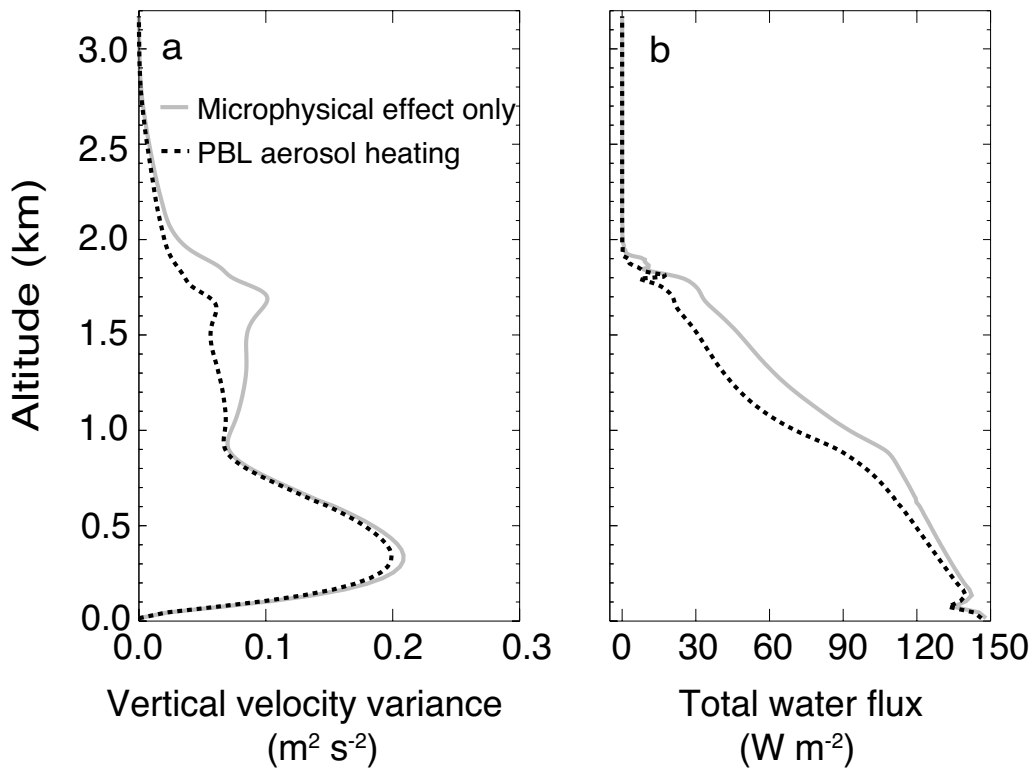 a
b
Microphysical effect only
PBL aerosol heating
3.0
2.5
2.0
1.5
1.0
0.5
0.0
Altitude (km)
0.0 0.1 0.2 0.3
0 30 60 90 120 150
Vertical velocity variance
(m² s⁻²)
Total water flux
(W m⁻²)